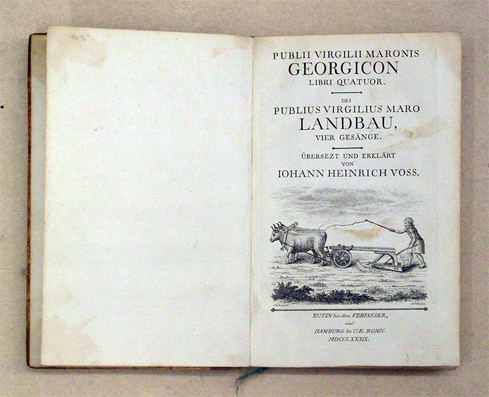 PUBLII VIRGILII MARONIS
GEORGICON
LIBRI QUATUOR.
DES
PUBLIUS VIRGILIUS MARO
LANDBAU,
VIER GESÄNGE.
ÜBERSEZT UND ERKLÄRT
VON
IOHANN HEINRICH VOSS.
EUTIN bei dem VERFASSER,
und
HAMBURG bei C.E. BOHN.
MDCCLXXXIX.